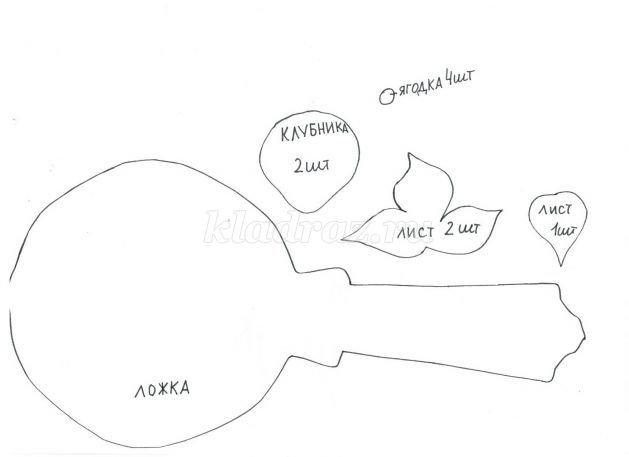 ЯГОДКА 4шт
КЛУБНИКА
2шт
ЛИСТ
1шт
ЛИСТ 2шт
kladraz.ru
ЛОЖКА